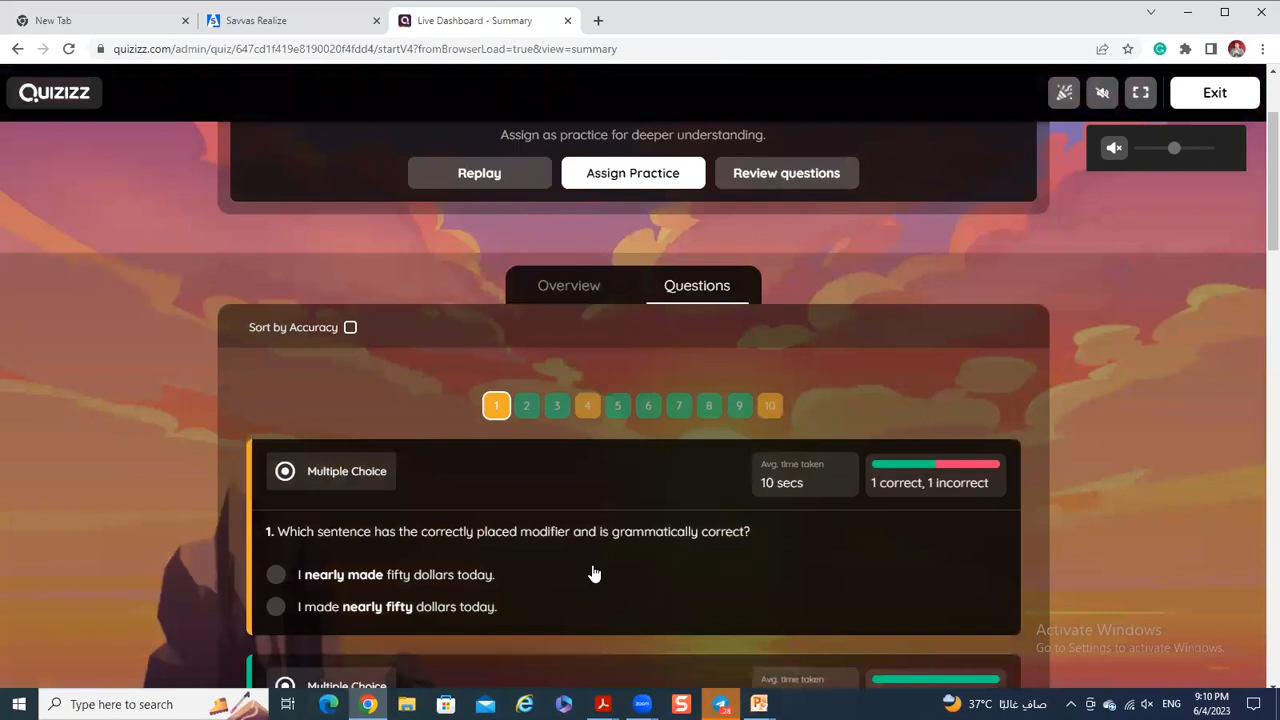 New Tab
Savvas Realize
Live Dashboard - Summary
quizizz.com/admin/quiz/647cd1f419e8190020f4fdd4/startV4?fromBrowserLoad=true&view=summary
Quizizz
Exit
Assign as practice for deeper understanding.
Replay
Assign Practice
Review questions
Overview
Questions
Sort by Accuracy
1 2 3 4 5 6 7 8 9 10
Multiple Choice
Avg. time taken
10 secs
1 correct, 1 incorrect
1. Which sentence has the correctly placed modifier and is grammatically correct?
I nearly made fifty dollars today.
I made nearly fifty dollars today.
Activate Windows
Go to Settings to activate Windows.
Multiple Choice
Avg. time taken
Type here to search
zoom
28
37°C صافٍ غالبًا
ENG
9:10 PM
6/4/2023